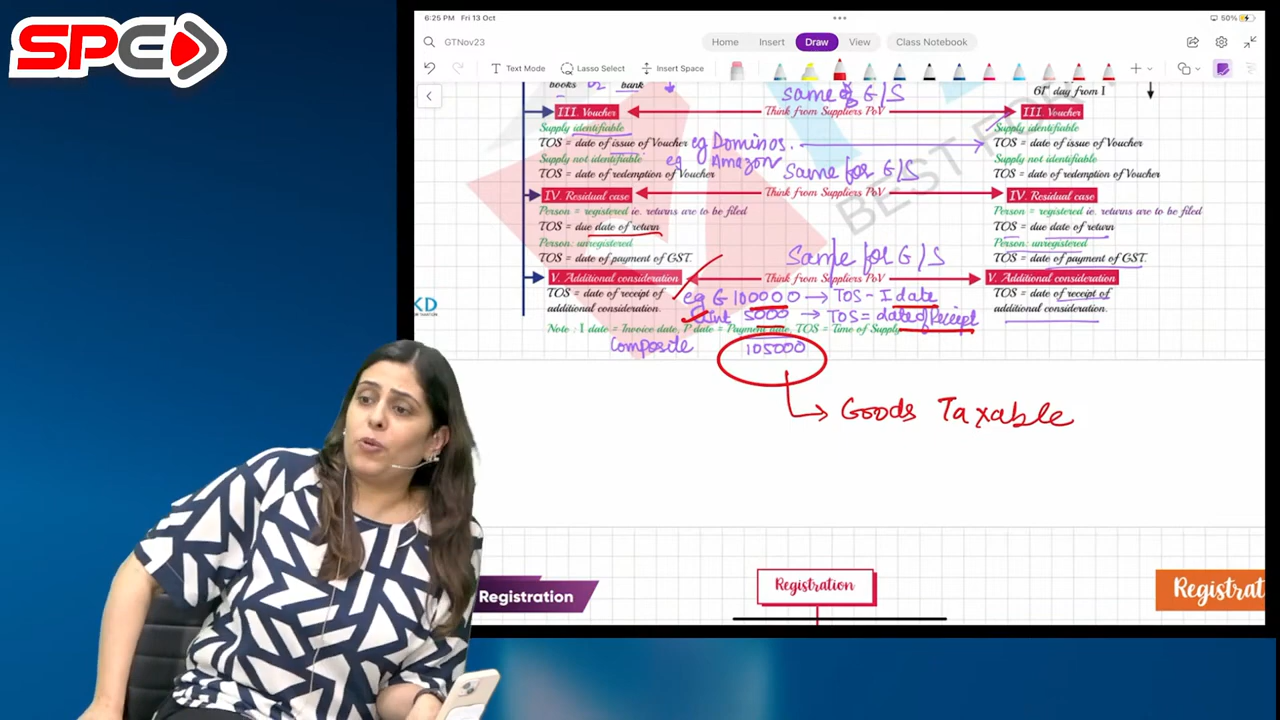 SPC
6:25 PM Fri 13 Oct
50%
GTNov23
Home Insert Draw View Class Notebook
Text Mode Lasso Select Insert Space
books or bank
same of G/S
61st day from I
III. Voucher
Think from Suppliers PoV
III. Voucher
Supply identifiable
Supply identifiable
TOS = date of issue of Voucher
eg Dominos.
TOS = date of issue of Voucher
Supply not identifiable
eg Amazon
Supply not identifiable
TOS = date of redemption of Voucher
Same for G/S
TOS = date of redemption of Voucher
BEST FOR
IV. Residual case
Think from Suppliers PoV
IV. Residual case
Person = registered ie. returns are to be filed
Person = registered ie. returns are to be filed
TOS = due date of return
TOS = due date of return
Person: unregistered
Person: unregistered
TOS = date of payment of GST.
Same for G/S
TOS = date of payment of GST.
V. Additional consideration
Think from Suppliers PoV
V. Additional consideration
TOS = date of receipt of
eg G 100000 → TOS - I date
TOS = date of receipt of
additional consideration.
5000 → TOS = date of Receipt
additional consideration.
KD
Note : I date = Invoice date, P date = Payment date, TOS = Time of Supply
Composite 105000
Goods Taxable
Registration
Registration
Registrat